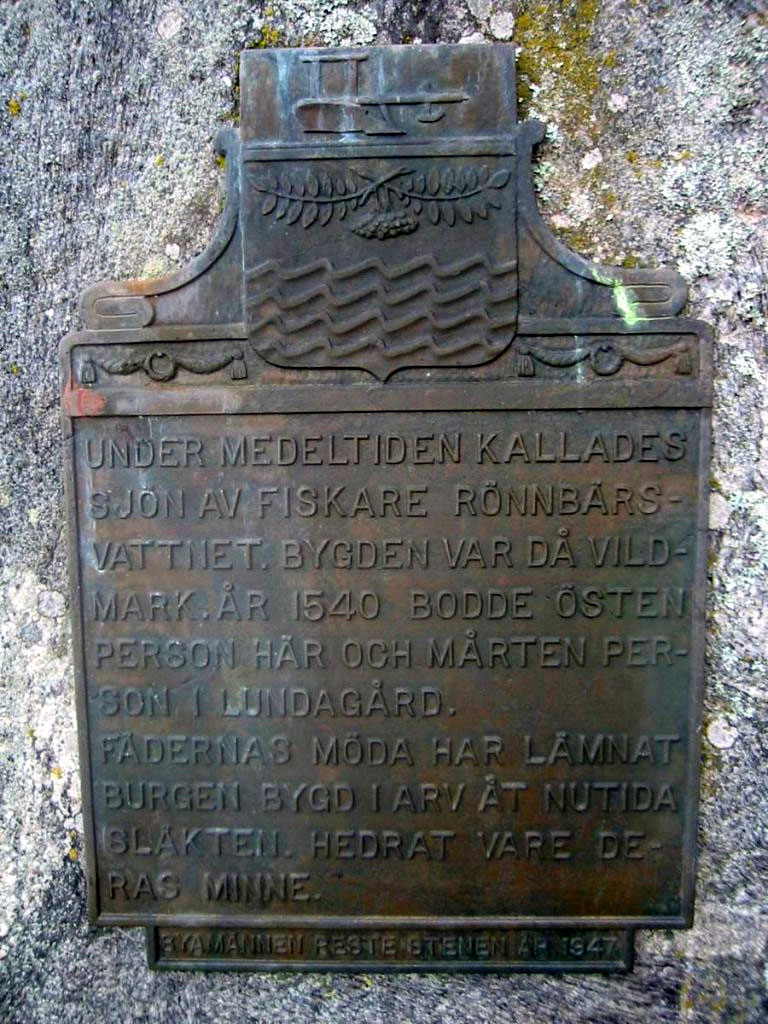 UNDER MEDELTIDEN KALLADES
SJÖN AV FISKARE RÖNNBÄRS-
VATTNET. BYGDEN VAR DÅ VILD-
MARK. ÅR 1540 BODDE ÖSTEN
PERSON HÄR OCH MÅRTEN PER-
SON I LUNDAGÅRD.
FÄDERNAS MÖDA HAR LÄMNAT
BURGEN BYGD I ARV ÅT NUTIDA
SLÄKTEN. HEDRAT VARE DE-
RAS MINNE.
RYAMÄNNEN RESTE STENEN ÅR 1947